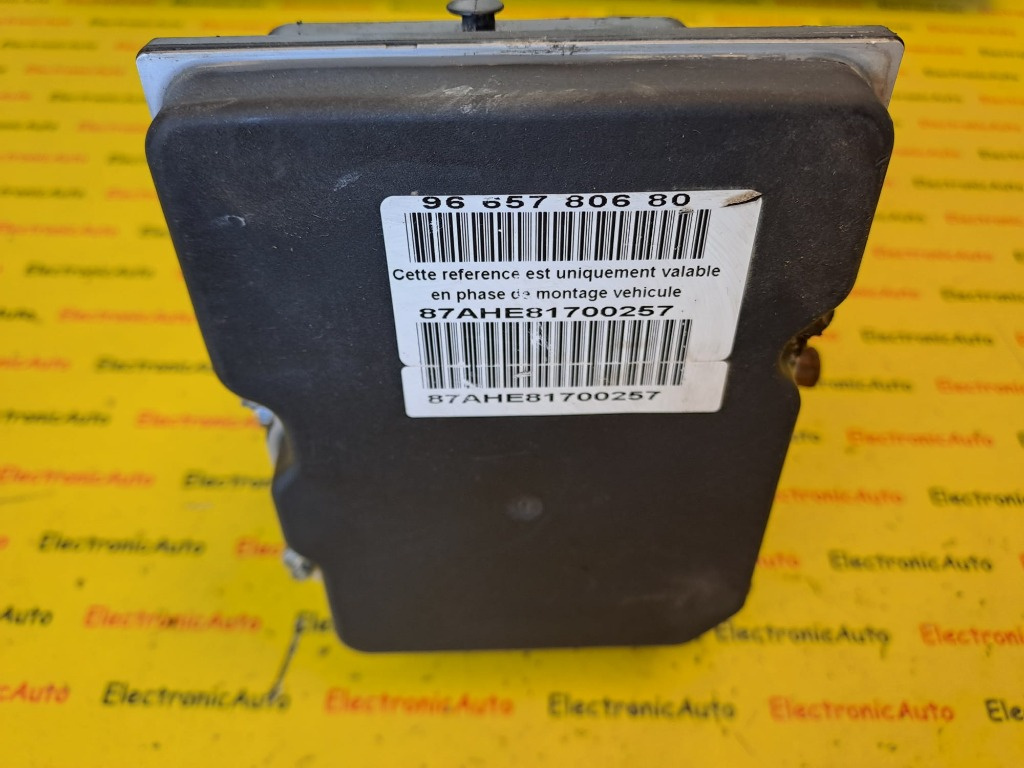 96 657 806 80
Cette reference est uniquement valable
en phase de montage vehicule
87AHE81700257
87AHE81700257
ElectronicAuto